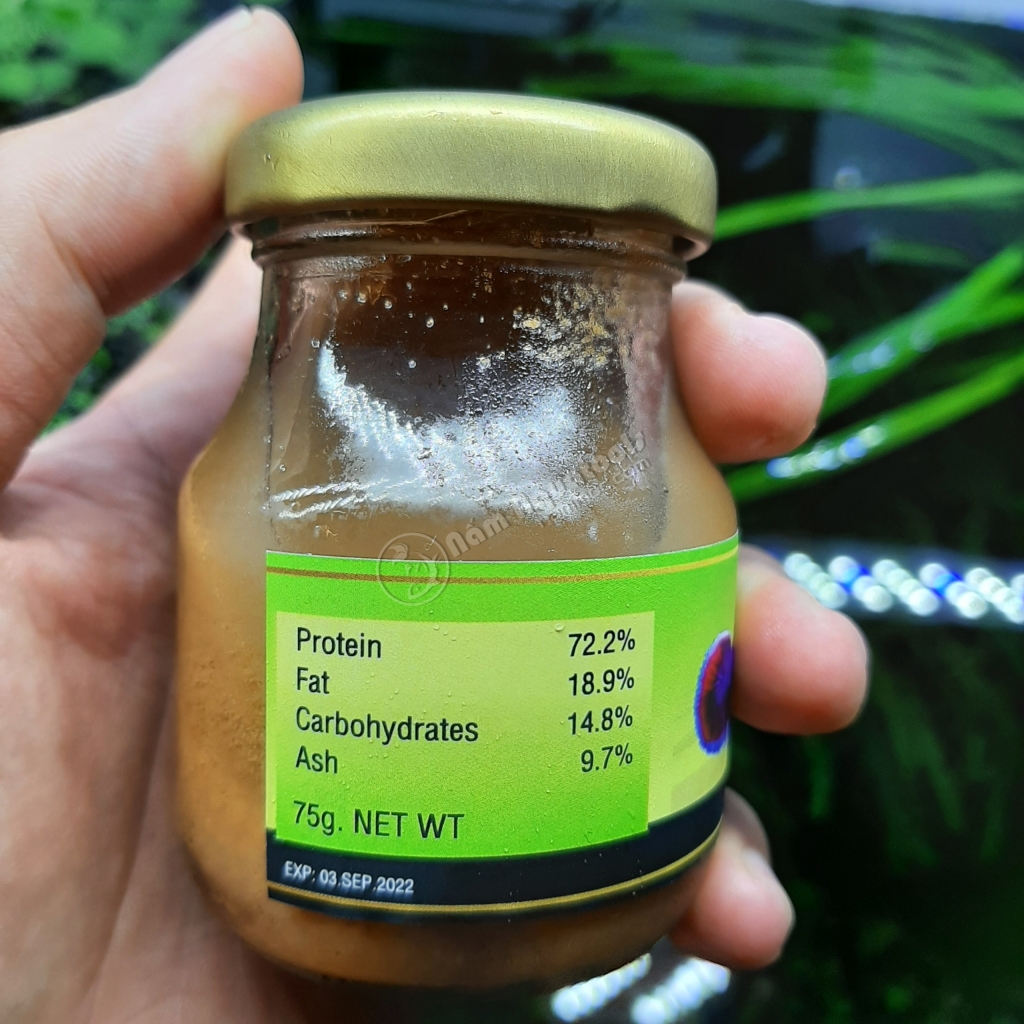 Protein 72.2%
Fat 18.9%
Carbohydrates 14.8%
Ash 9.7%
75g. NET WT
EXP: 03.SEP.2022